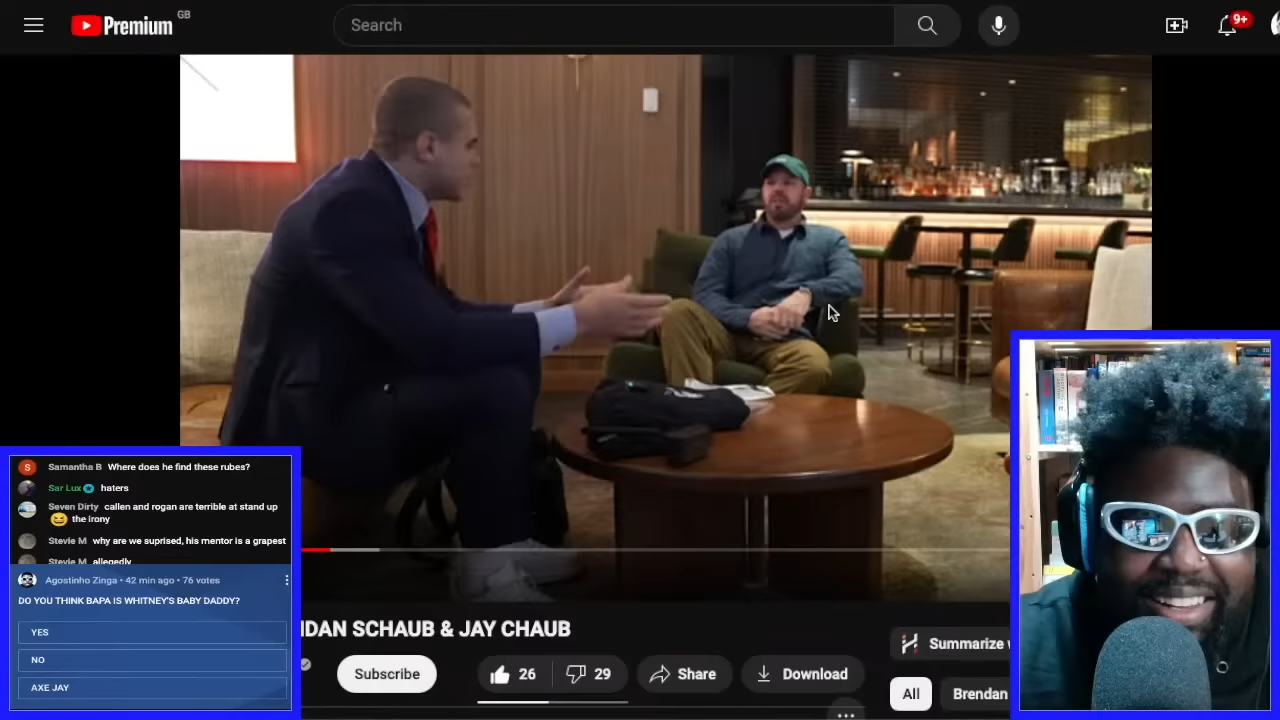 Premium
GB
Search
9+
S
Samantha B Where does he find these rubes?
Sar Lux haters
Seven Dirty callen and rogan are terrible at stand up
the irony
Stevie M why are we suprised, his mentor is a grapest
Stevie M allegedly
Agostinho Zinga • 42 min ago • 76 votes
DO YOU THINK BAPA IS WHITNEY'S BABY DADDY?
YES
NO
AXE JAY
IDAN SCHAUB & JAY CHAUB
Subscribe
26
29
Share
Download
Summarize
All
Brendan